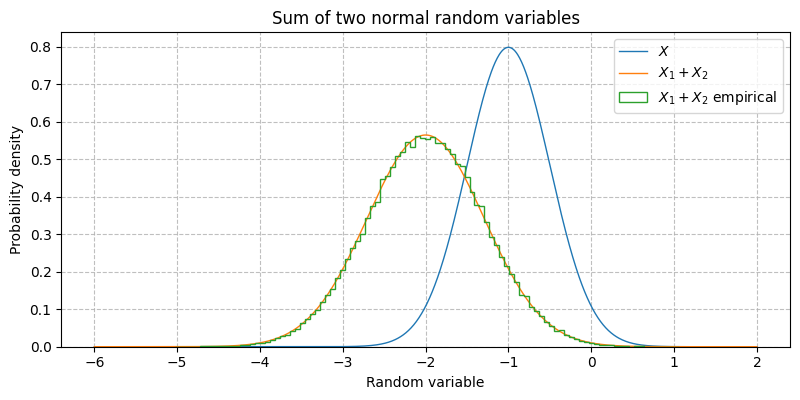 Sum of two normal random variables
Probability density
0.8
0.7
0.6
0.5
0.4
0.3
0.2
0.1
0.0
X
X₁ + X₂
X₁ + X₂ empirical
−6 −5 −4 −3 −2 −1 0 1 2
Random variable